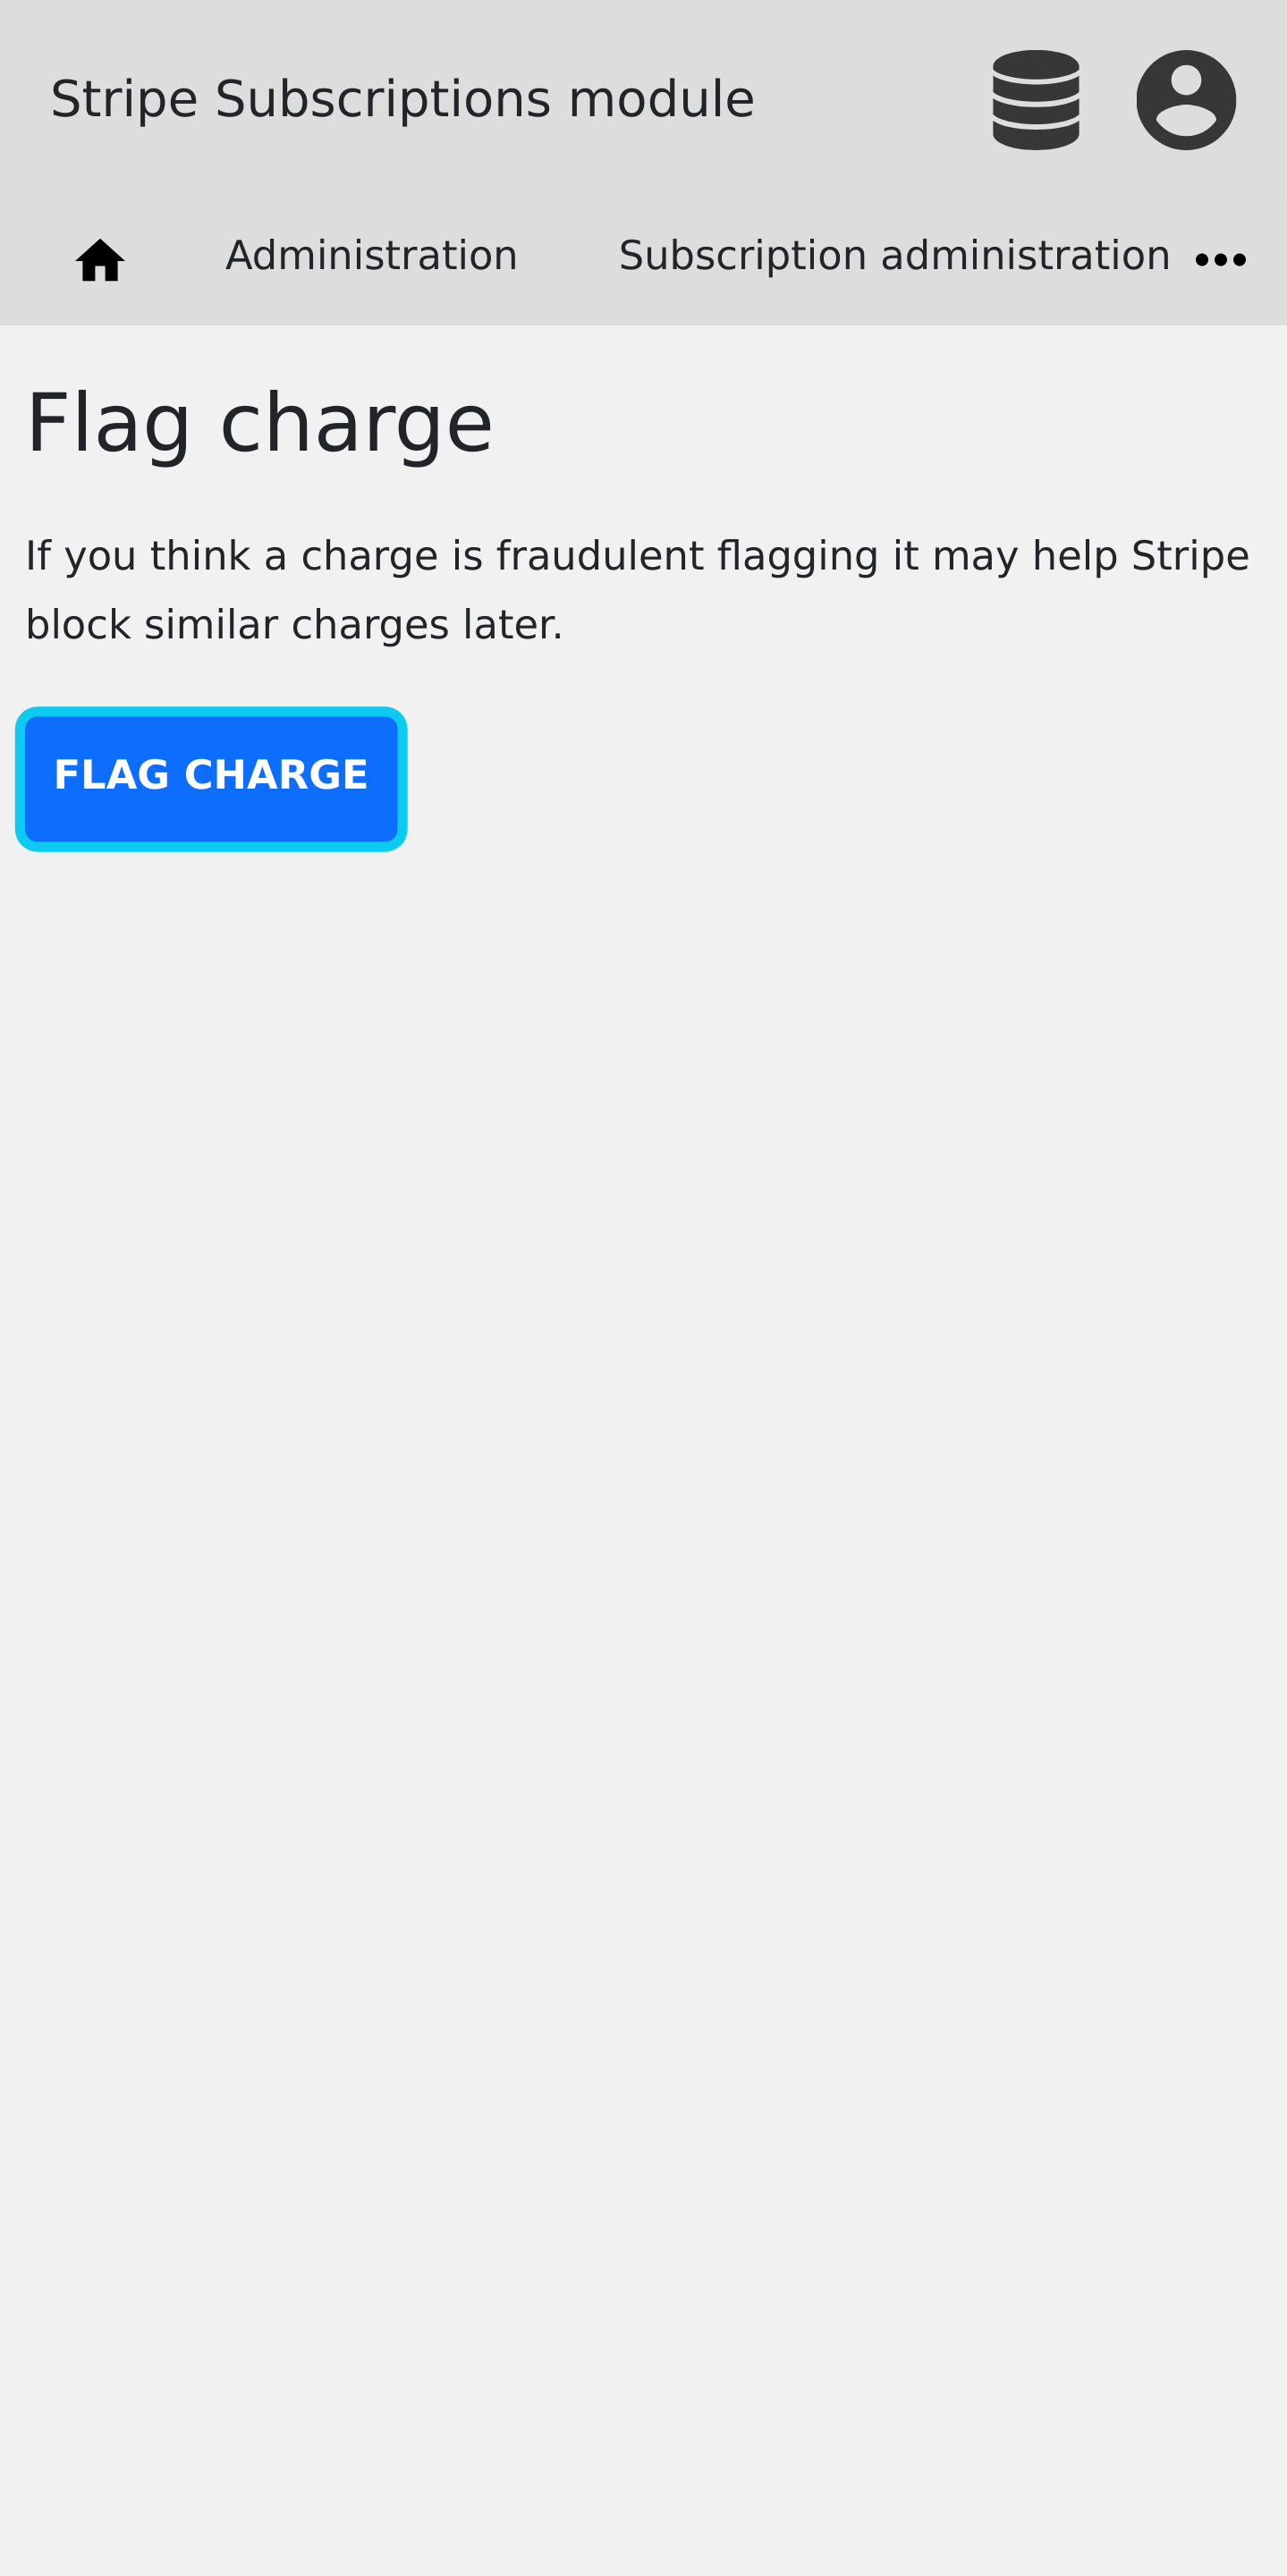 Stripe Subscriptions module
Administration Subscription administration
Flag charge
If you think a charge is fraudulent flagging it may help Stripe
block similar charges later.
FLAG CHARGE